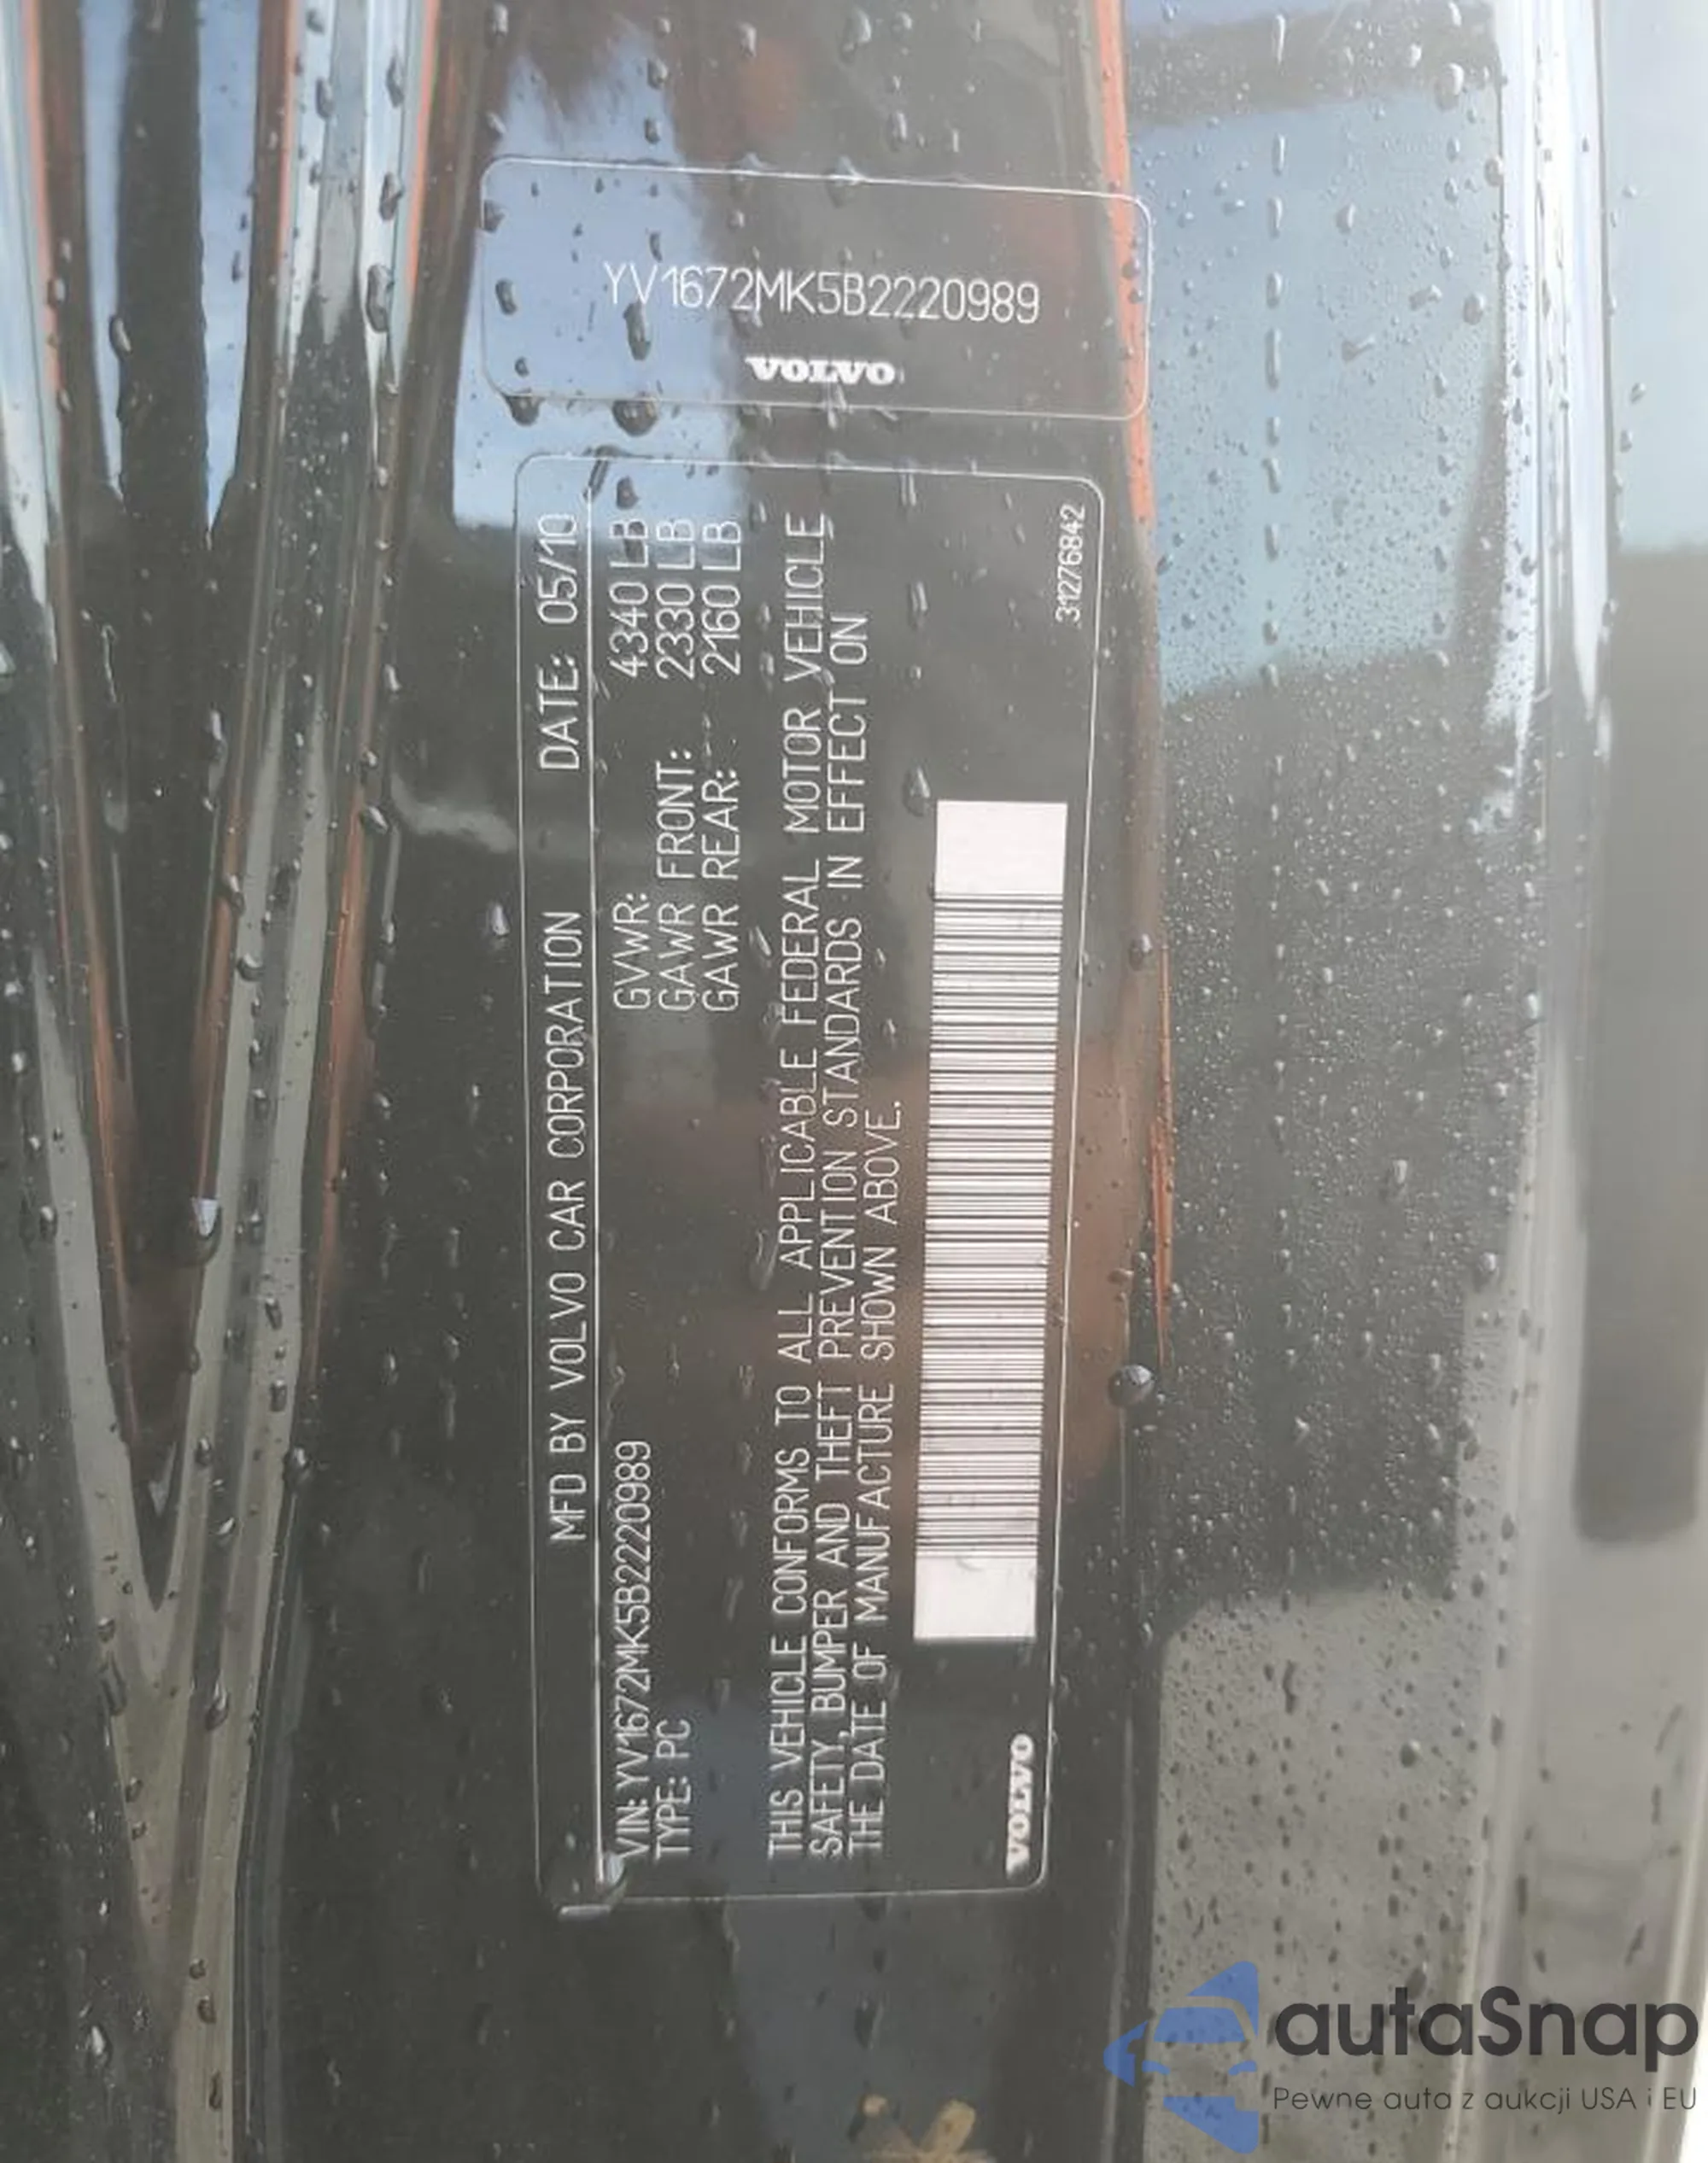 YV1672MK5B2220989
VOLVO
MFD BY VOLVO CAR CORPORATION DATE: 05/10
VIN: YV1672MK5B2220989 GVWR: 4340 LB
TYPE: PC GAWR FRONT: 2330 LB
GAWR REAR: 2160 LB
THIS VEHICLE CONFORMS TO ALL APPLICABLE FEDERAL MOTOR VEHICLE
SAFETY, BUMPER AND THEFT PREVENTION STANDARDS IN EFFECT ON
THE DATE OF MANUFACTURE SHOWN ABOVE.
VOLVO
31276842
autaSnap
Pewne auta z aukcji USA i EU